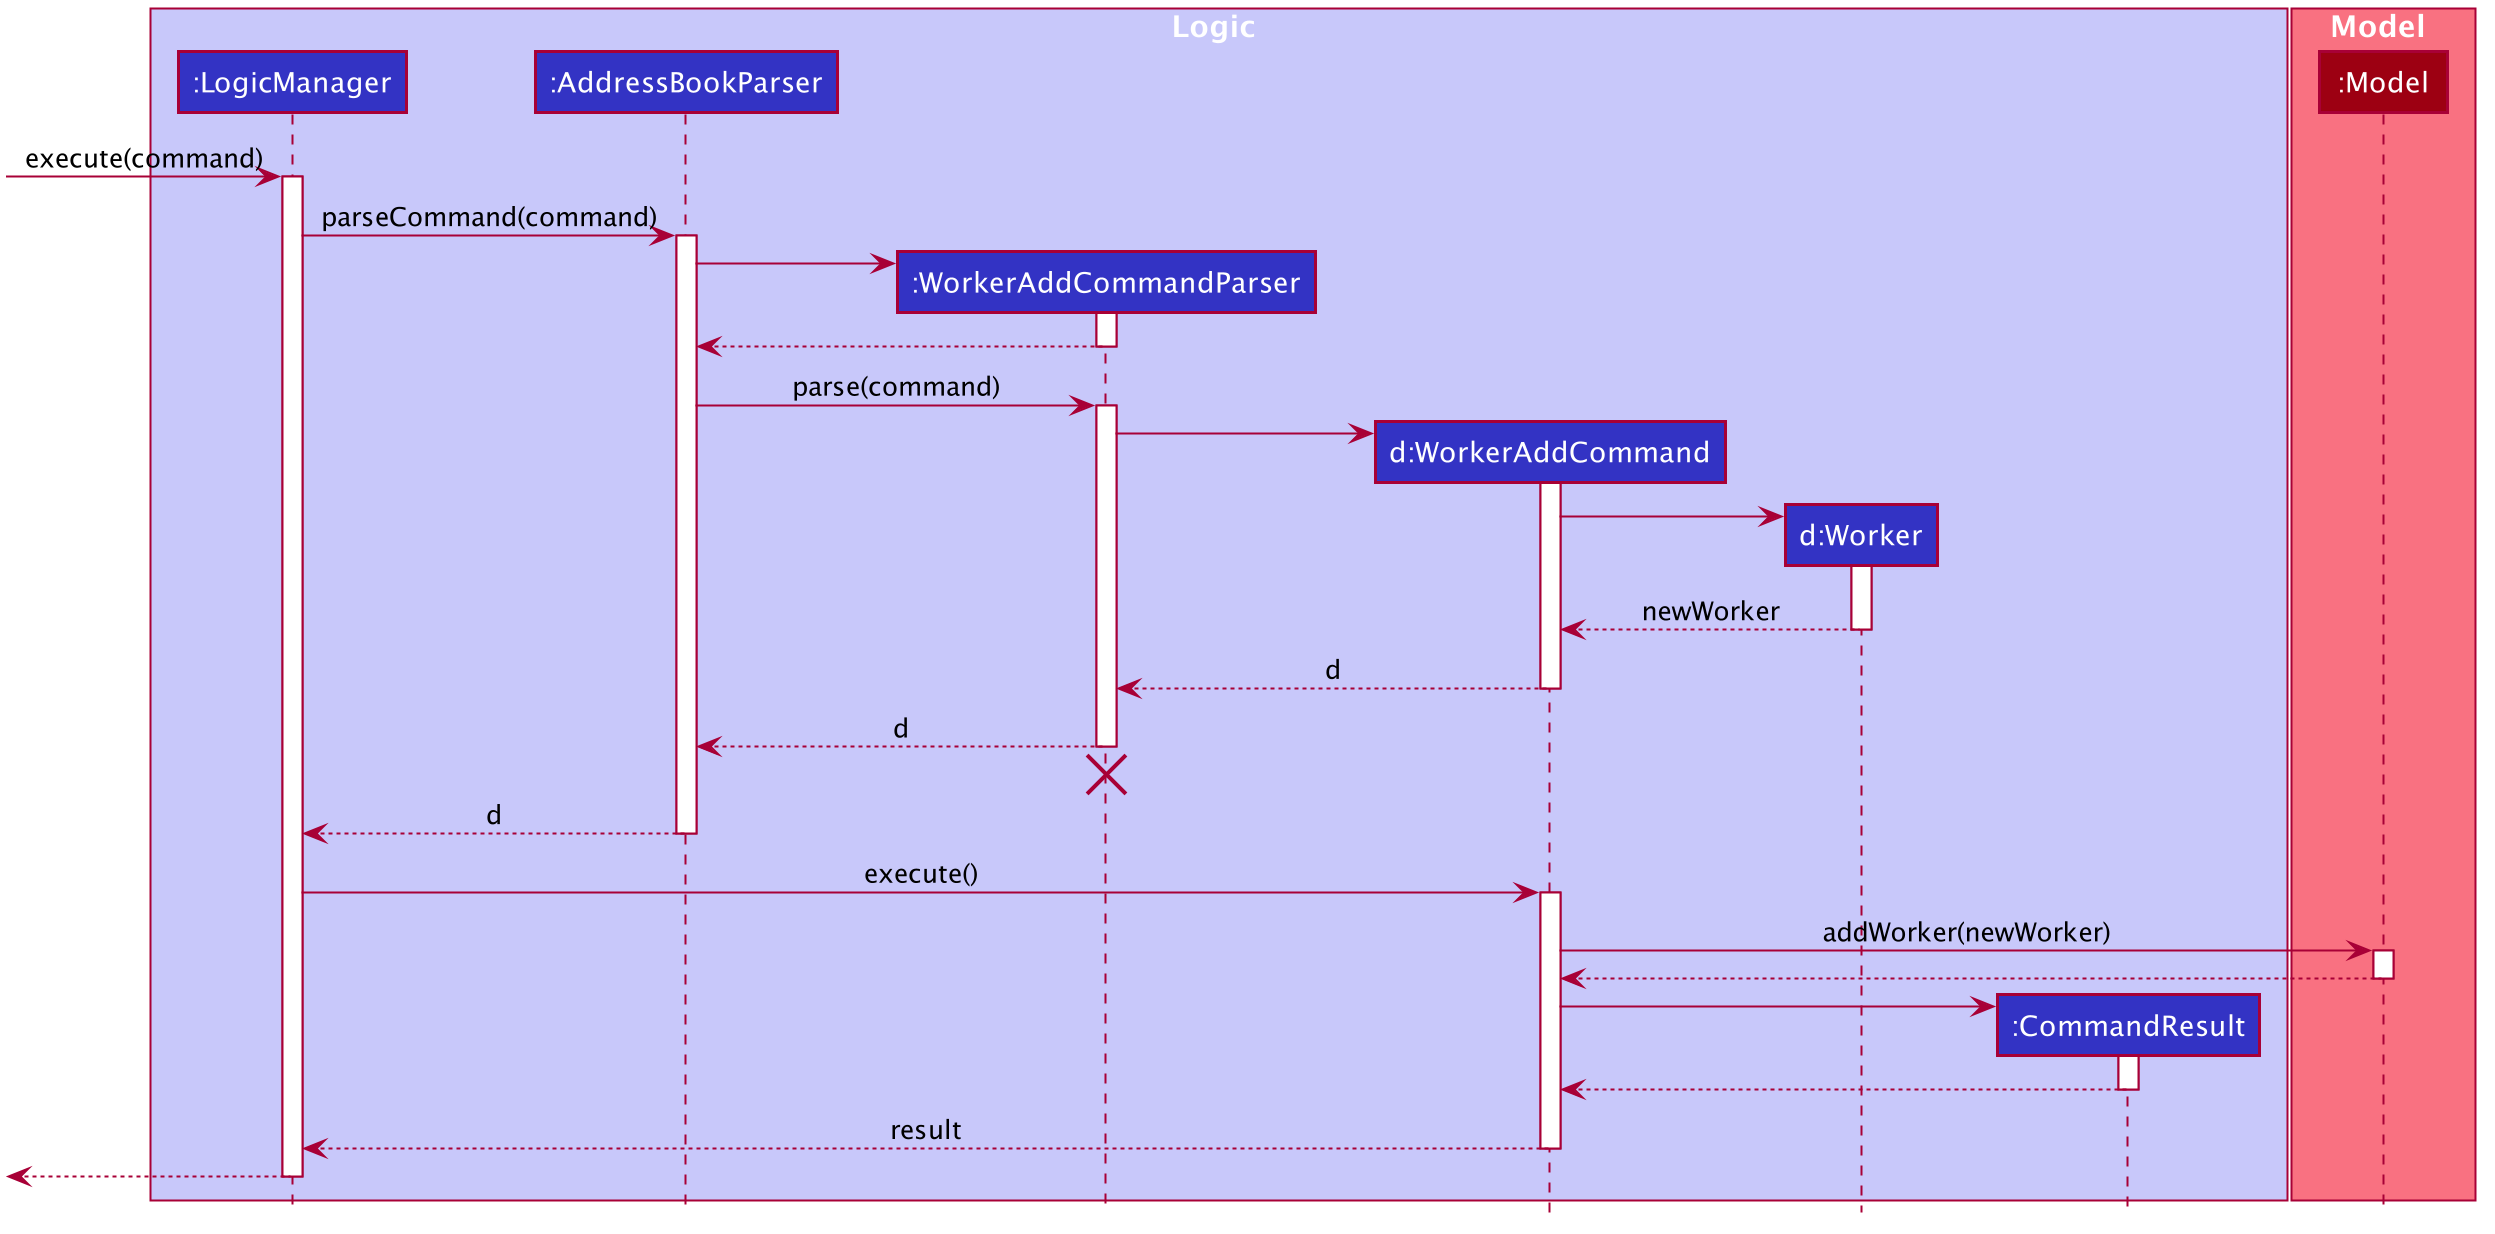 Logic
Model
:LogicManager
:AddressBookParser
:Model
execute(command)
parseCommand(command)
:WorkerAddCommandParser
parse(command)
d:WorkerAddCommand
d:Worker
newWorker
d
d
d
execute()
addWorker(newWorker)
:CommandResult
result